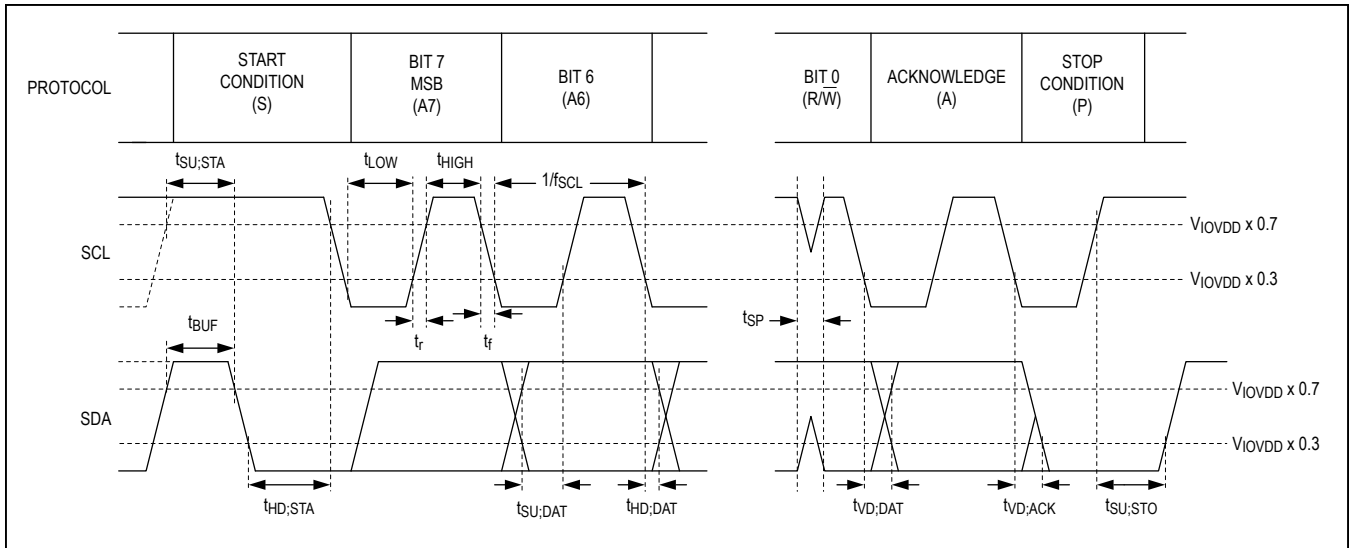 PROTOCOL
START
CONDITION
(S)
BIT 7
MSB
(A7)
BIT 6
(A6)
BIT 0
(R/W̅)
ACKNOWLEDGE
(A)
STOP
CONDITION
(P)
tSU;STA
tLOW
tHIGH
1/fSCL
SCL
VIOVDD x 0.7
VIOVDD x 0.3
tBUF
tr
tf
tSP
SDA
VIOVDD x 0.7
VIOVDD x 0.3
tHD;STA
tSU;DAT
tHD;DAT
tVD;DAT
tVD;ACK
tSU;STO